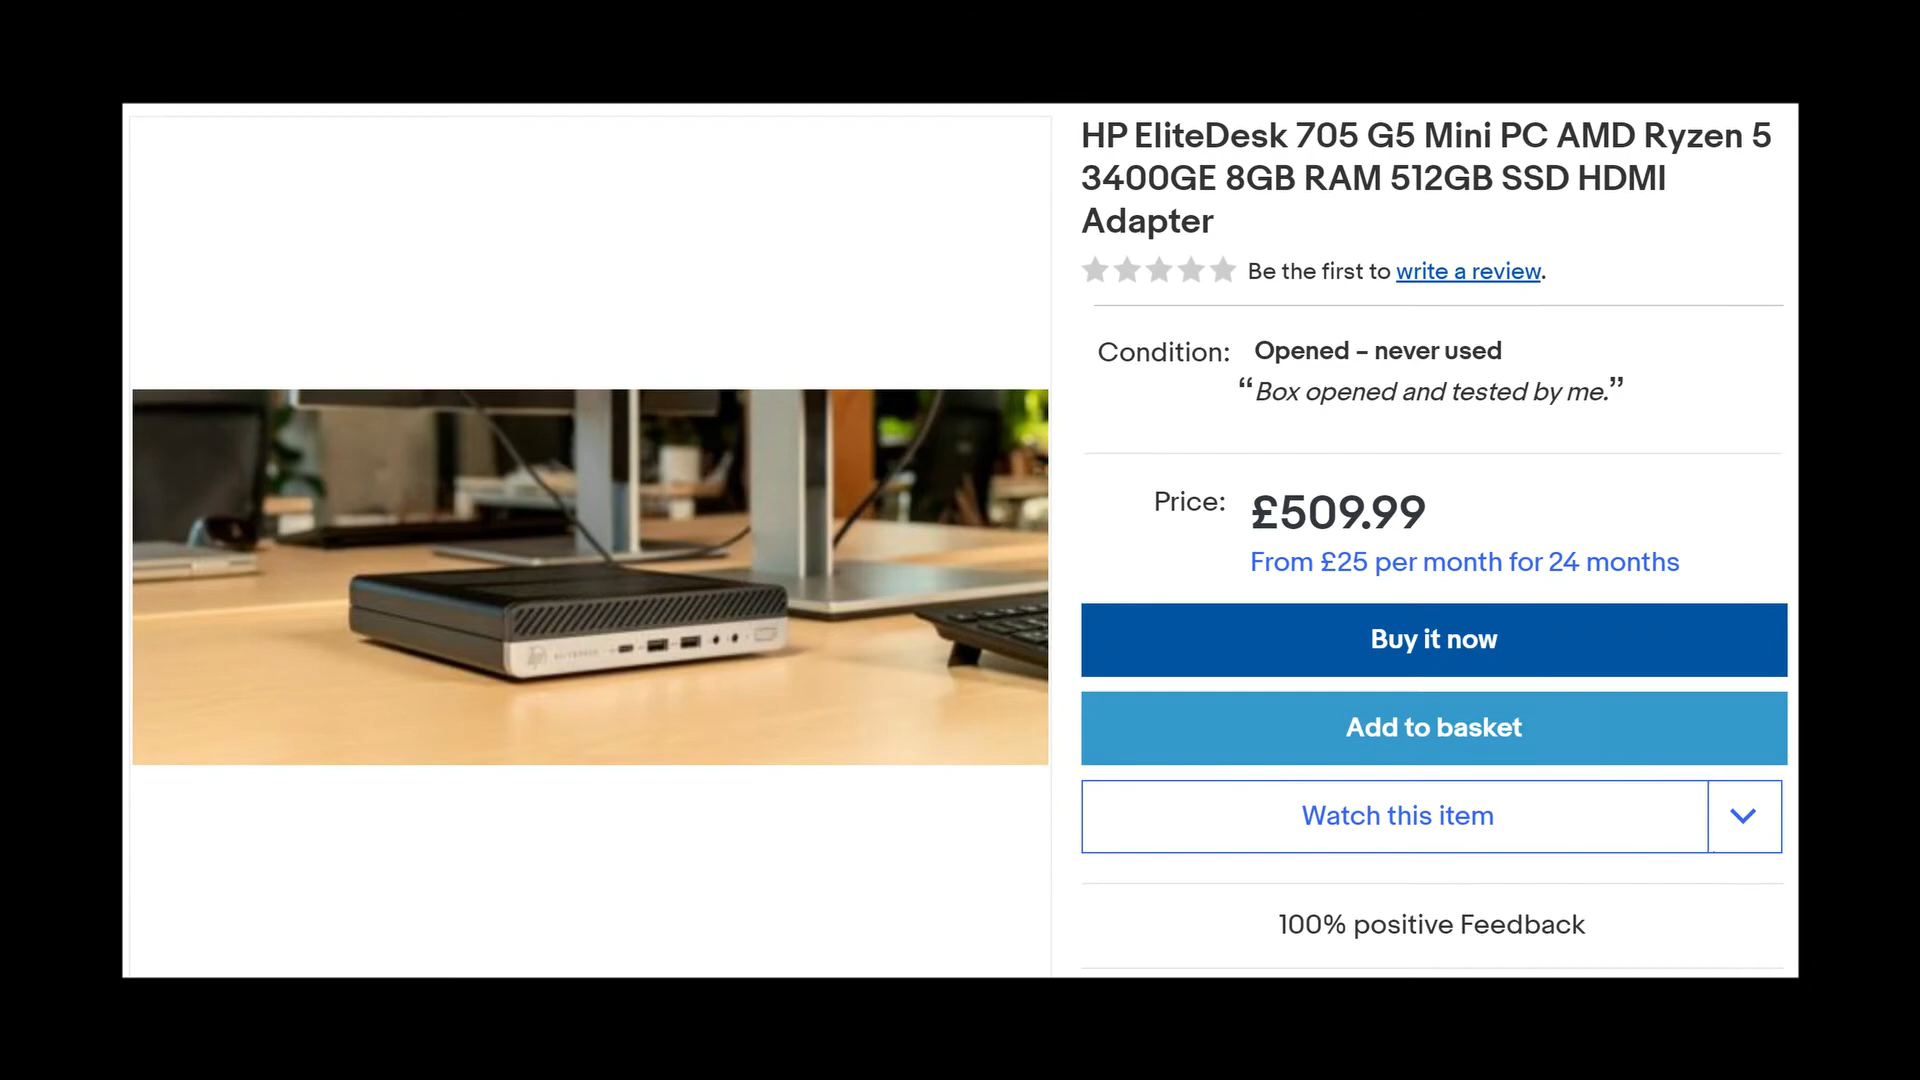 HP EliteDesk 705 G5 Mini PC AMD Ryzen 5
3400GE 8GB RAM 512GB SSD HDMI
Adapter
Be the first to write a review.
Condition: Opened – never used
“Box opened and tested by me.”
Price: £509.99
From £25 per month for 24 months
Buy it now
Add to basket
Watch this item
100% positive Feedback
hp